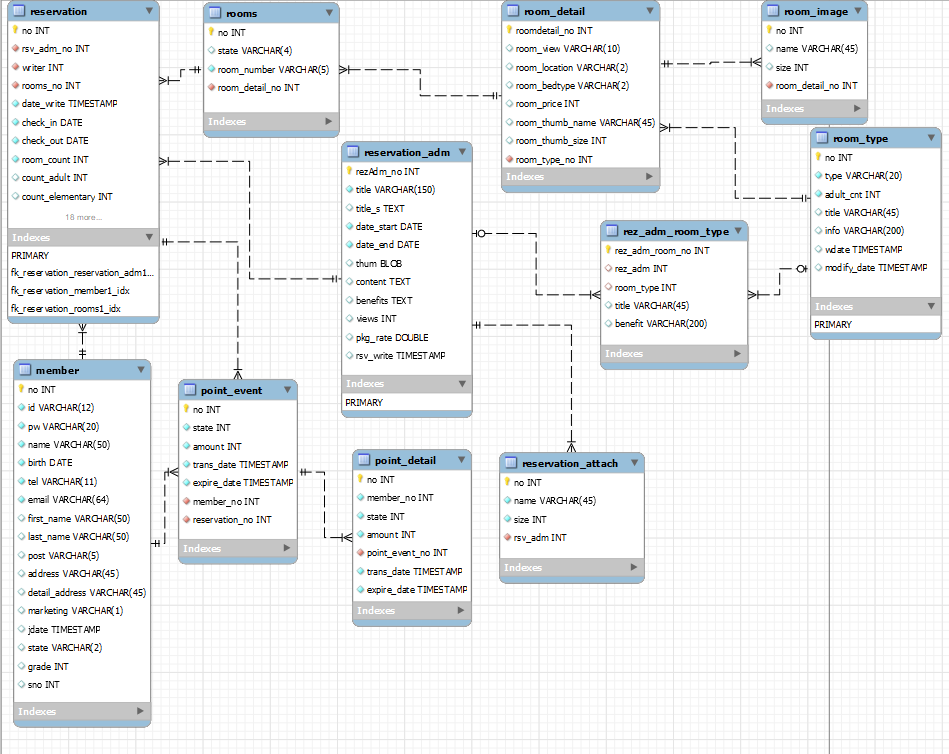 reservation
no INT
rsv_adm_no INT
writer INT
rooms_no INT
date_write TIMESTAMP
check_in DATE
check_out DATE
room_count INT
count_adult INT
count_elementary INT
18 more...
Indexes
PRIMARY
fk_reservation_reservation_adm1...
fk_reservation_member1_idx
fk_reservation_rooms1_idx
rooms
no INT
state VARCHAR(4)
room_number VARCHAR(5)
room_detail_no INT
Indexes
room_detail
roomdetail_no INT
room_view VARCHAR(10)
room_location VARCHAR(2)
room_bedtype VARCHAR(2)
room_price INT
room_thumb_name VARCHAR(45)
room_thumb_size INT
room_type_no INT
Indexes
room_image
no INT
name VARCHAR(45)
size INT
room_detail_no INT
Indexes
room_type
no INT
type VARCHAR(20)
adult_cnt INT
title VARCHAR(45)
info VARCHAR(200)
wdate TIMESTAMP
modify_date TIMESTAMP
Indexes
PRIMARY
reservation_adm
rezAdm_no INT
title VARCHAR(150)
title_s TEXT
date_start DATE
date_end DATE
thum BLOB
content TEXT
benefits TEXT
views INT
pkg_rate DOUBLE
rsv_write TIMESTAMP
Indexes
PRIMARY
rez_adm_room_type
rez_adm_room_no INT
rez_adm INT
room_type INT
title VARCHAR(45)
benefit VARCHAR(200)
Indexes
member
no INT
id VARCHAR(12)
pw VARCHAR(20)
name VARCHAR(50)
birth DATE
tel VARCHAR(11)
email VARCHAR(64)
first_name VARCHAR(50)
last_name VARCHAR(50)
post VARCHAR(5)
address VARCHAR(45)
detail_address VARCHAR(45)
marketing VARCHAR(1)
jdate TIMESTAMP
state VARCHAR(2)
grade INT
sno INT
Indexes
point_event
no INT
state INT
amount INT
trans_date TIMESTAMP
expire_date TIMESTAMP
member_no INT
reservation_no INT
Indexes
point_detail
no INT
member_no INT
state INT
amount INT
point_event_no INT
trans_date TIMESTAMP
expire_date TIMESTAMP
Indexes
reservation_attach
no INT
name VARCHAR(45)
size INT
rsv_adm INT
Indexes